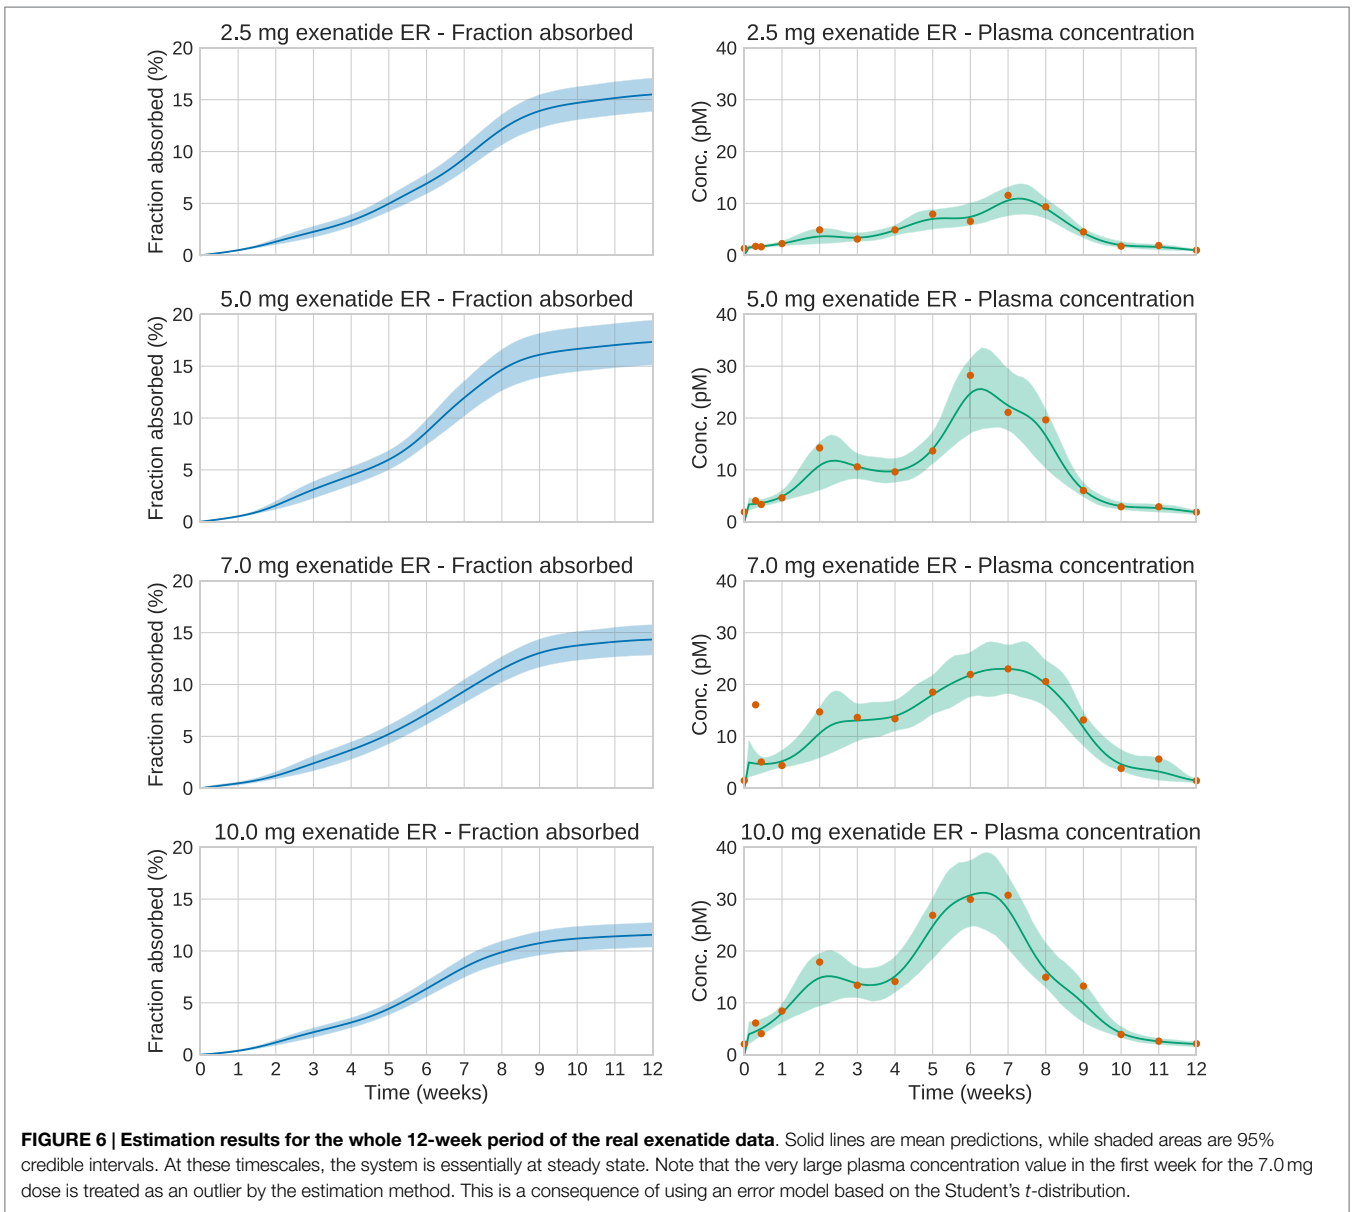 2.5 mg exenatide ER - Fraction absorbed
Fraction absorbed (%)
20
15
10
5
0
2.5 mg exenatide ER - Plasma concentration
Conc. (pM)
40
30
20
10
0
5.0 mg exenatide ER - Fraction absorbed
Fraction absorbed (%)
20
15
10
5
0
5.0 mg exenatide ER - Plasma concentration
Conc. (pM)
40
30
20
10
0
7.0 mg exenatide ER - Fraction absorbed
Fraction absorbed (%)
20
15
10
5
0
7.0 mg exenatide ER - Plasma concentration
Conc. (pM)
40
30
20
10
0
10.0 mg exenatide ER - Fraction absorbed
Fraction absorbed (%)
20
15
10
5
0
0 1 2 3 4 5 6 7 8 9 10 11 12
Time (weeks)
10.0 mg exenatide ER - Plasma concentration
Conc. (pM)
40
30
20
10
0
0 1 2 3 4 5 6 7 8 9 10 11 12
Time (weeks)
FIGURE 6 | Estimation results for the whole 12-week period of the real exenatide data. Solid lines are mean predictions, while shaded areas are 95%
credible intervals. At these timescales, the system is essentially at steady state. Note that the very large plasma concentration value in the first week for the 7.0 mg
dose is treated as an outlier by the estimation method. This is a consequence of using an error model based on the Student's t-distribution.